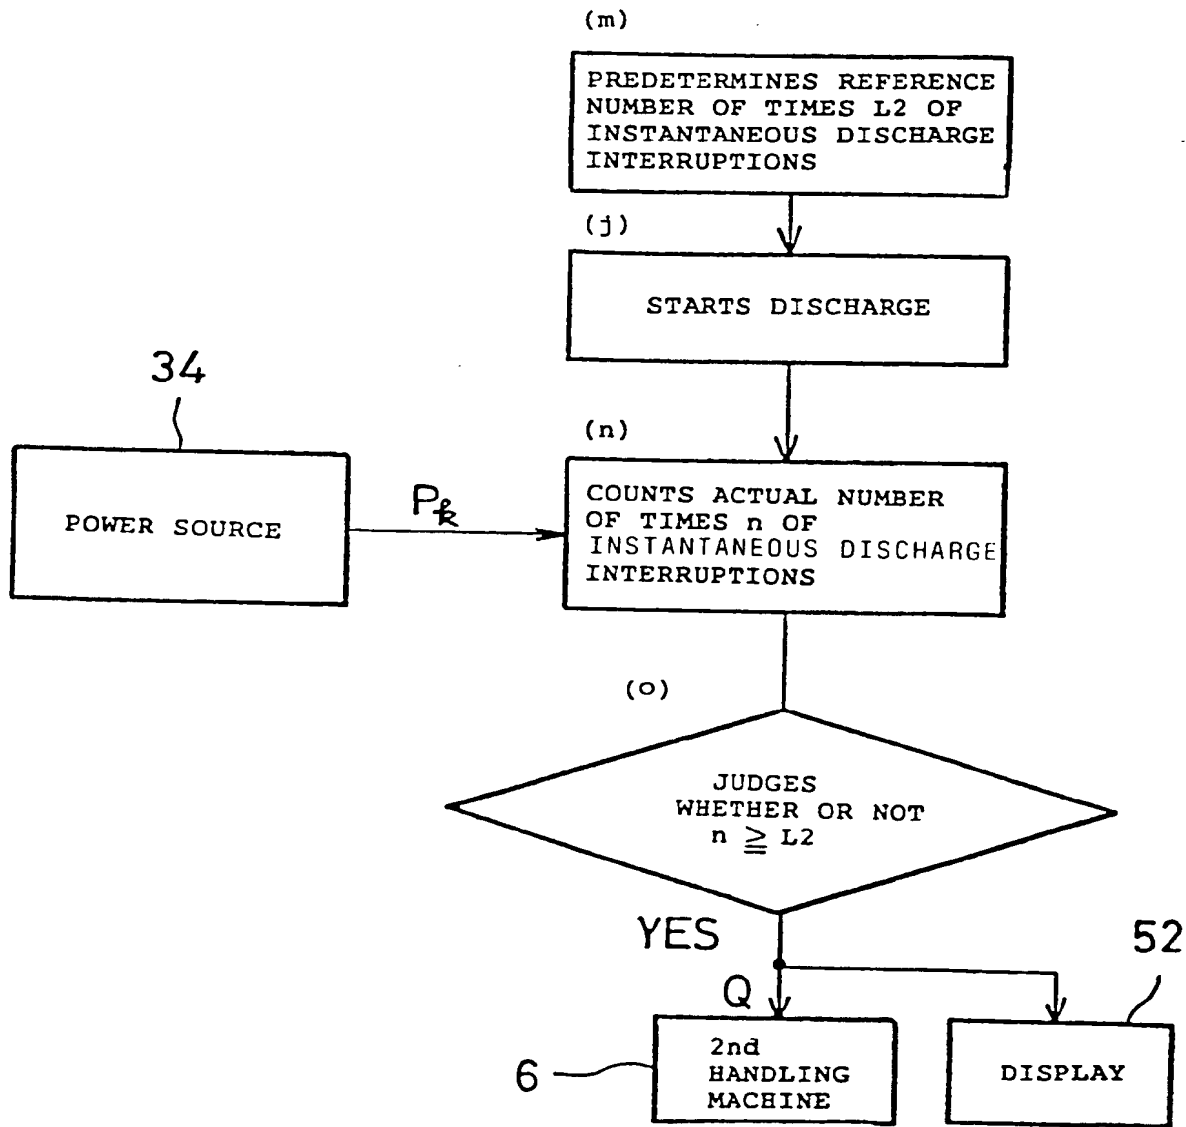 (m)
PREDETERMINES REFERENCE
NUMBER OF TIMES L2 OF
INSTANTANEOUS DISCHARGE
INTERRUPTIONS
(j)
STARTS DISCHARGE
34
(n)
POWER SOURCE
Pk
COUNTS ACTUAL NUMBER
OF TIMES n OF
INSTANTANEOUS DISCHARGE
INTERRUPTIONS
(o)
JUDGES
WHETHER OR NOT
n ≧ L2
YES
52
Q
6
2nd
HANDLING
MACHINE
DISPLAY